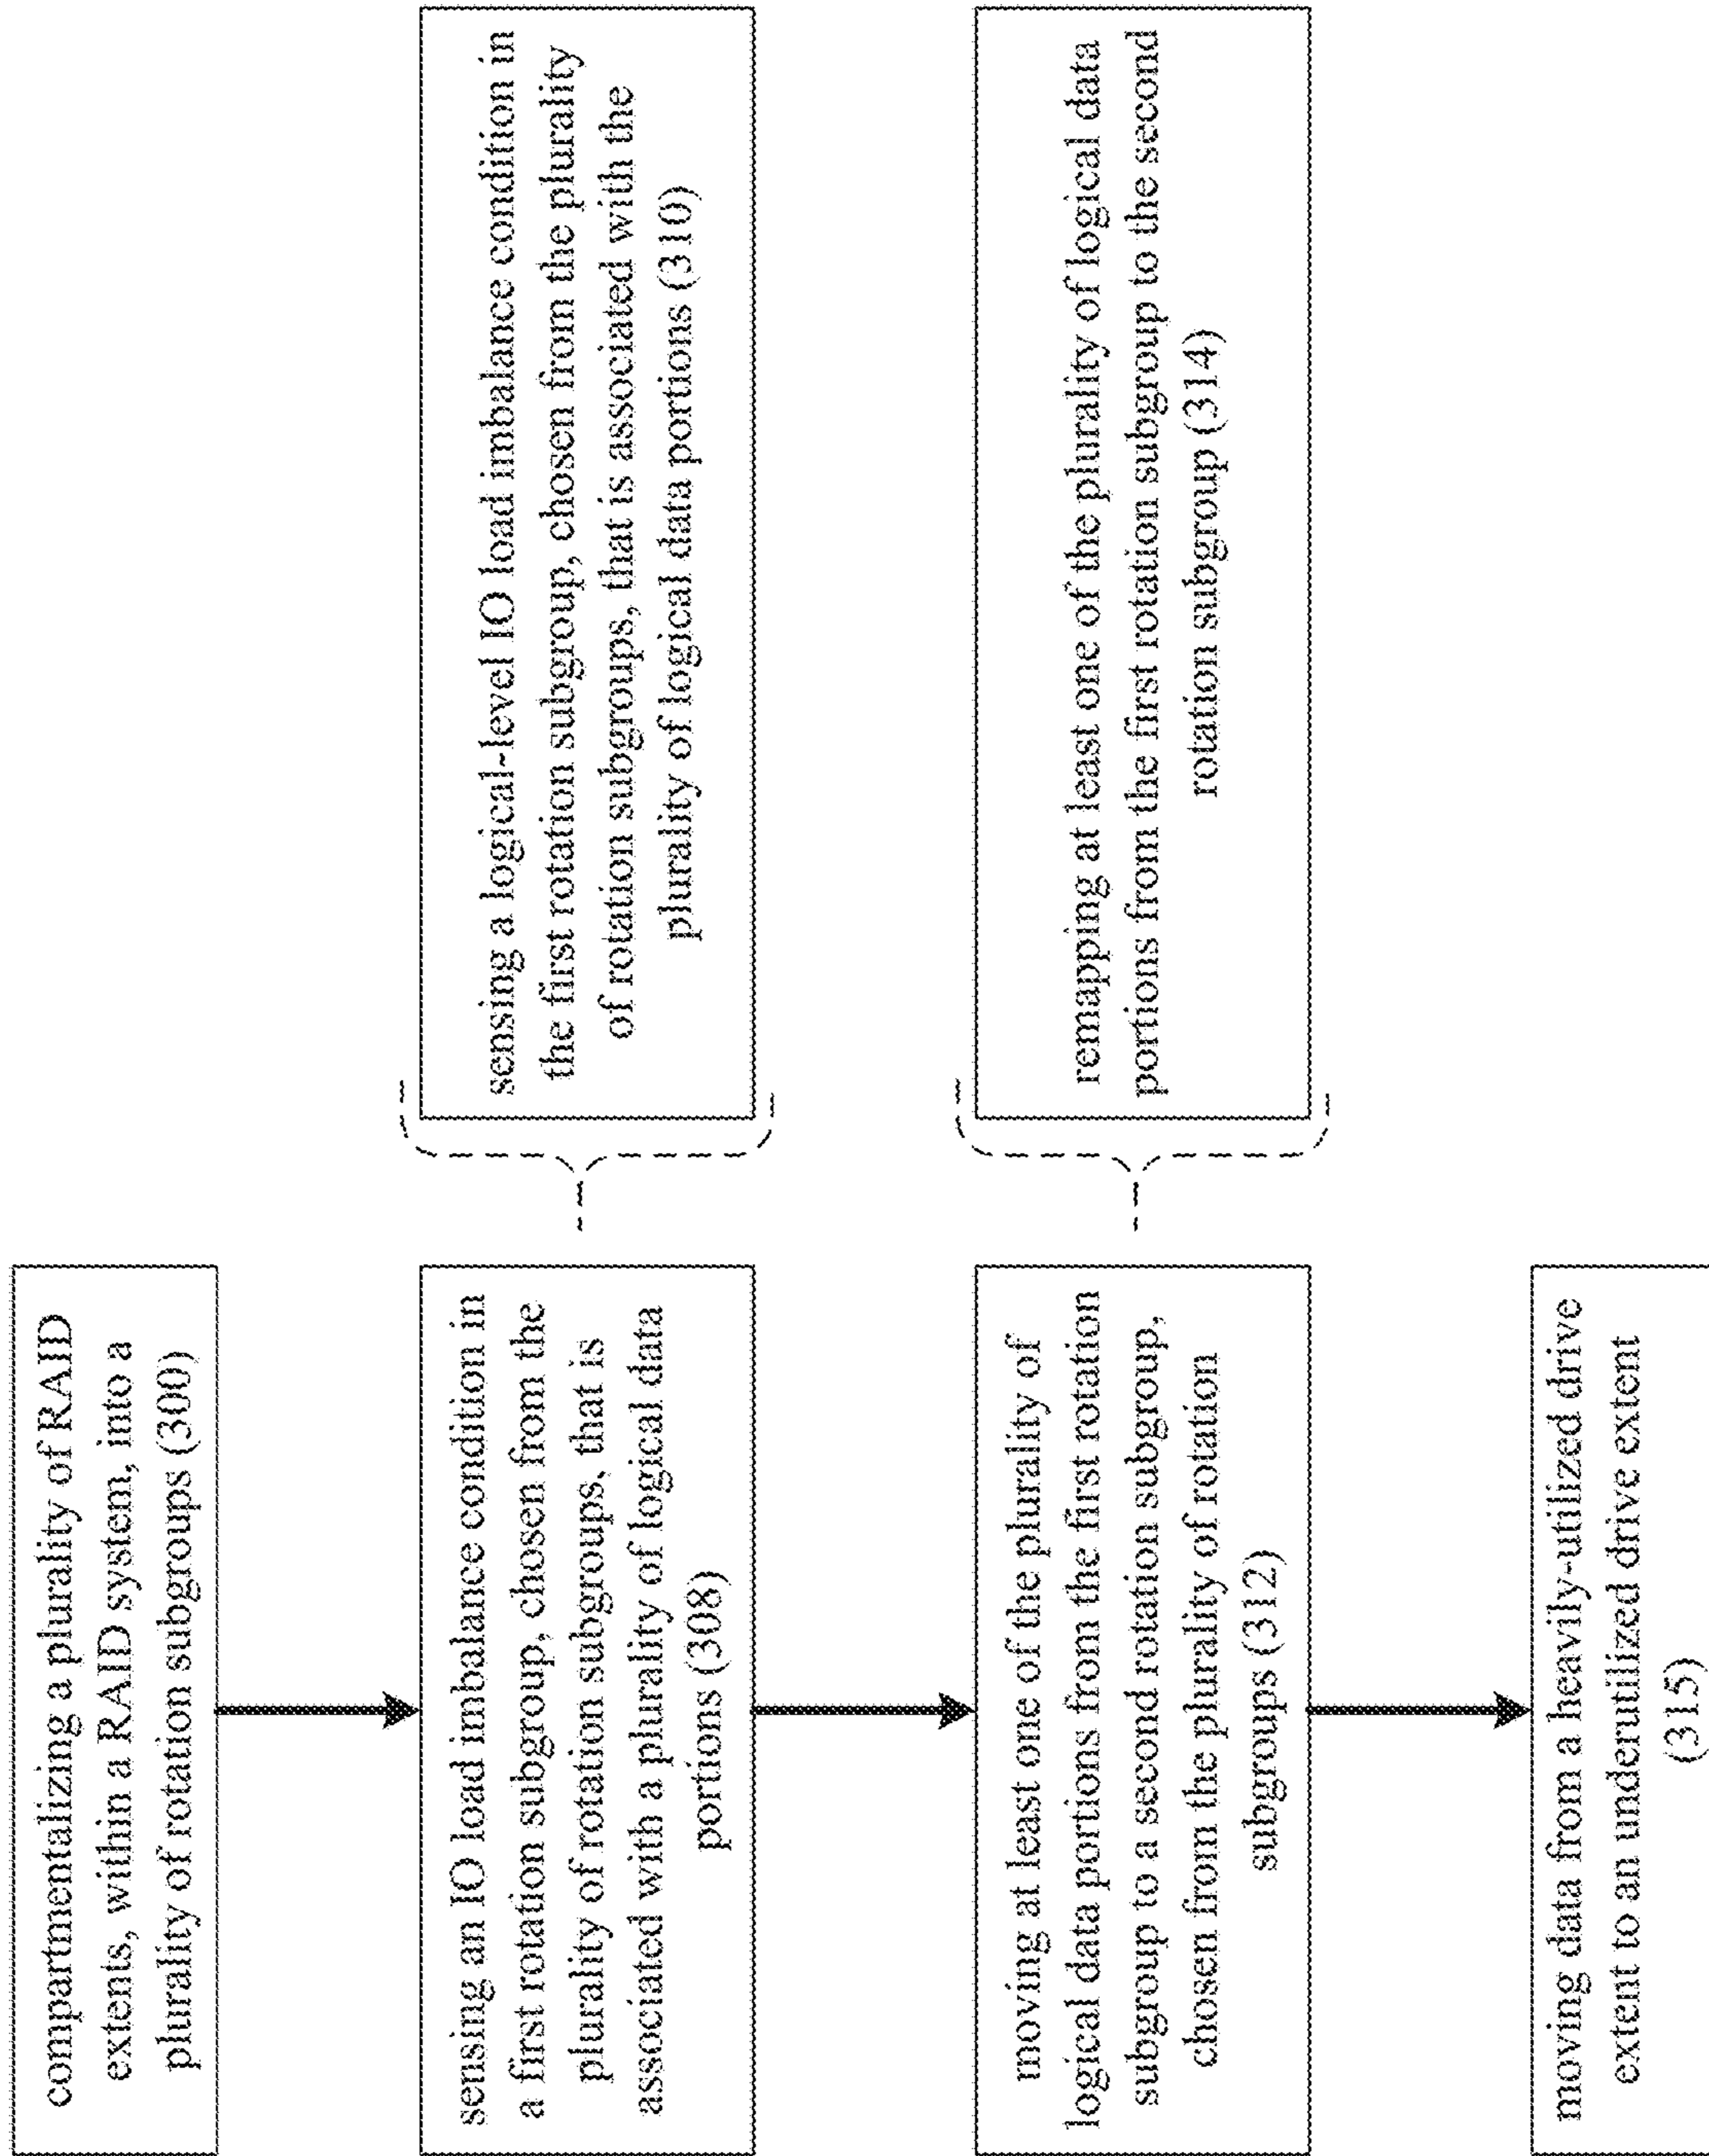 compartmentalizing a plurality of RAID
extents, within a RAID system, into a
plurality of rotation subgroups (300)
sensing an IO load imbalance condition in
a first rotation subgroup, chosen from the
plurality of rotation subgroups, that is
associated with a plurality of logical data
portions (308)
sensing a logical-level IO load imbalance condition in
the first rotation subgroup, chosen from the plurality
of rotation subgroups, that is associated with the
plurality of logical data portions (310)
moving at least one of the plurality of
logical data portions from the first rotation
subgroup to a second rotation subgroup,
chosen from the plurality of rotation
subgroups (312)
remapping at least one of the plurality of logical data
portions from the first rotation subgroup to the second
rotation subgroup (314)
moving data from a heavily-utilized drive
extent to an underutilized drive extent
(315)